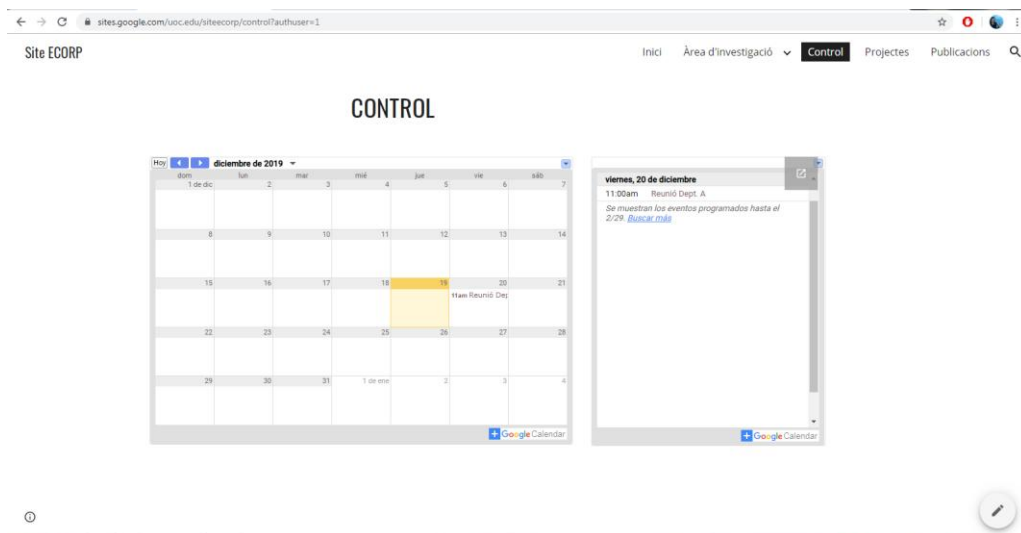 sites.google.com/uoc.edu/siteecorp/control?authuser=1
Site ECORP
Inici Àrea d'investigació Control Projectes Publicacions
CONTROL
Hoy diciembre de 2019
dom lun mar mié jue vie sáb
1 de dic 2 3 4 5 6 7
8 9 10 11 12 13 14
15 16 17 18 19 20 21
11am Reunió Dep
22 23 24 25 26 27 28
29 30 31 1 de ene 2 3 4
+ Google Calendar
viernes, 20 de diciembre
11:00am Reunió Dept. A
Se muestran los eventos programados hasta el
2/29. Buscar más
+ Google Calendar